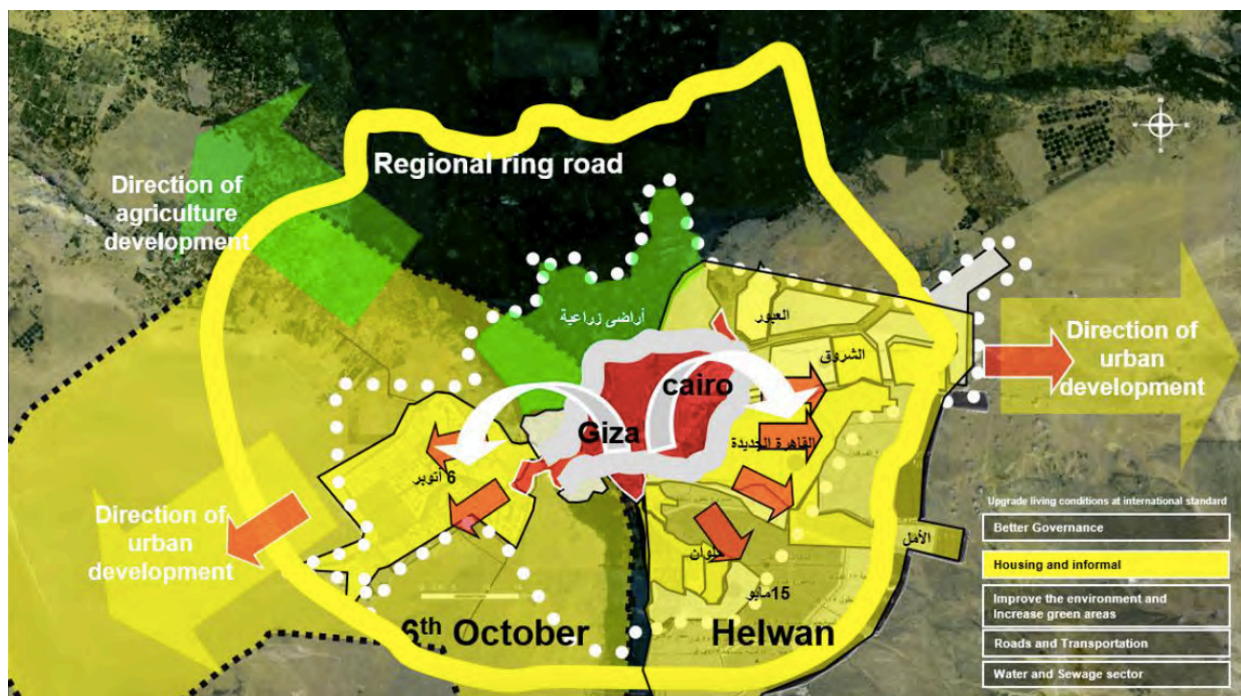 Regional ring road
Direction of
agriculture
development
أراضى زراعية
العبور
الشروق
Direction of
urban
development
cairo
Giza
القاهرة الجديدة
6 أكتوبر
Direction of
urban
development
الأمل
حلوان
15مايو
6th October
Helwan
Upgrade living conditions at international standard
Better Governance
Housing and informal
Improve the environment and
Increase green areas
Roads and Transportation
Water and Sewage sector